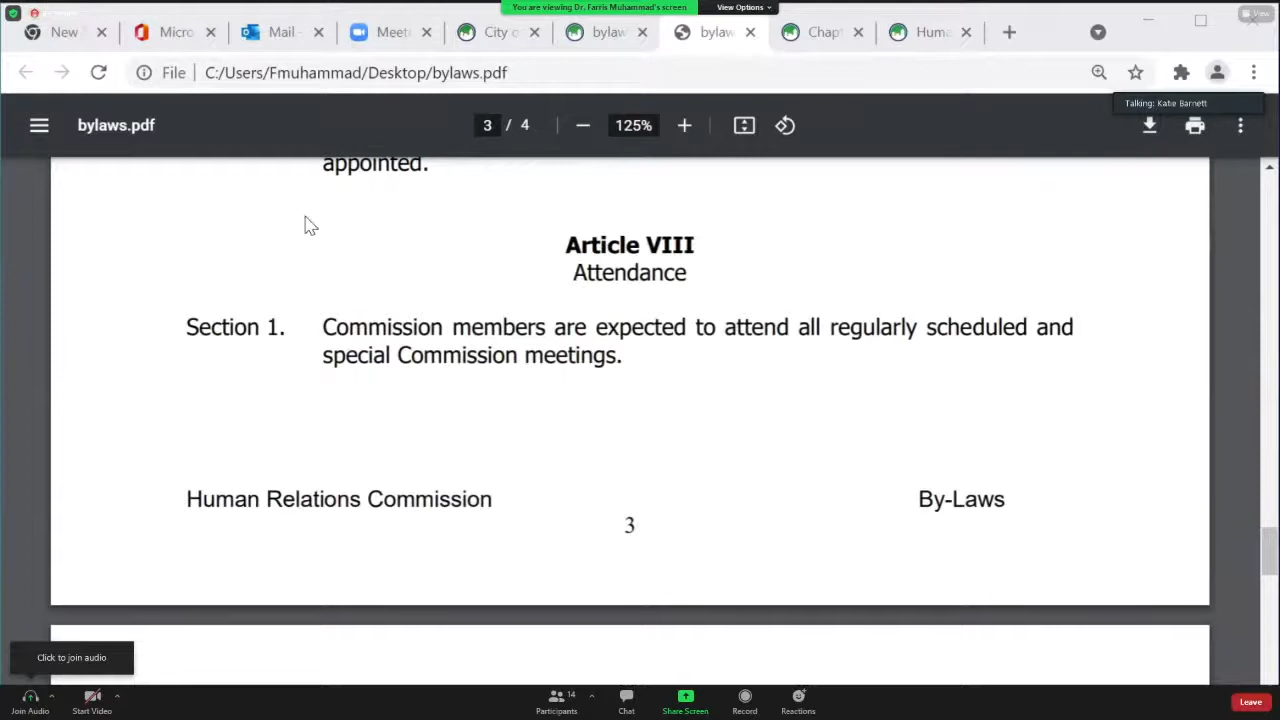 You are viewing Dr. Farris Muhammad's screen
View Options
View
New
Micro
Mail -
Meeti
City o
bylaw
bylaw
Chapt
Huma
File
C:/Users/Fmuhammad/Desktop/bylaws.pdf
Talking: Katie Barnett
bylaws.pdf
3 / 4
125%
appointed.
Article VIII
Attendance
Section 1. Commission members are expected to attend all regularly scheduled and
special Commission meetings.
Human Relations Commission
By-Laws
3
Click to join audio
Join Audio
Start Video
14
Participants
Chat
Share Screen
Record
Reactions
Leave